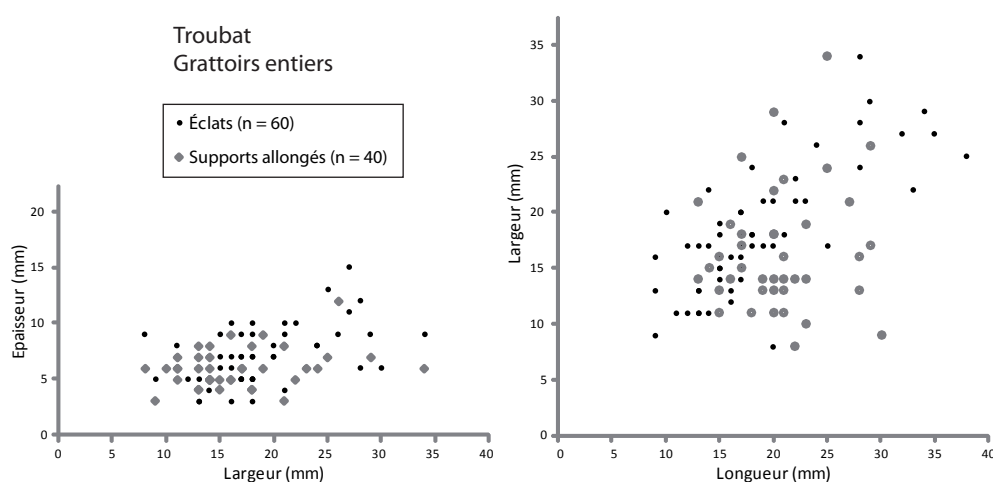 Troubat
Grattoirs entiers
Éclats (n = 60)
Supports allongés (n = 40)
Epaisseur (mm)
20
15
10
5
0
0 5 10 15 20 25 30 35 40
Largeur (mm)
Largeur (mm)
35
30
25
20
15
10
5
0
0 5 10 15 20 25 30 35 40
Longueur (mm)